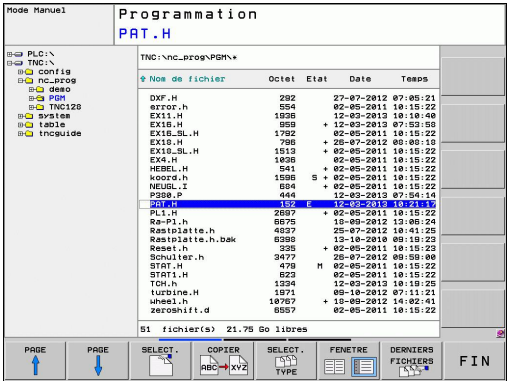 Mode Manuel
Programmation
PAT.H
PLC:\
TNC:\
config
nc_prog
demo
PGM
TNC128
system
table
tncguide
TNC:\nc_prog\PGM\*
Nom de fichier Octet Etat Date Temps
DXF.H 292 27-07-2012 07:05:21
error.h 554 02-05-2011 10:15:22
EX11.H 1936 12-03-2013 10:10:40
EX16.H 959 + 12-03-2013 07:53:58
EX16_SL.H 1792 02-05-2011 10:15:22
EX18.H 796 + 26-07-2012 08:08:18
EX18_SL.H 1513 + 02-05-2011 10:15:22
EX4.H 1036 02-05-2011 10:15:22
HEBEL.H 541 + 02-05-2011 10:15:22
koord.h 1596 S + 02-05-2011 10:15:22
NEUGL.I 684 + 02-05-2011 10:15:22
P380.P 444 12-03-2013 07:54:14
PAT.H 152 E 12-03-2013 10:21:17
PL1.H 2697 + 02-05-2011 10:15:22
Ra-Pl.h 6675 18-09-2012 13:06:24
Rastplatte.h 4837 25-07-2012 10:41:25
Rastplatte.h.bak 6398 13-10-2010 09:19:23
Reset.h 335 + 02-05-2011 10:15:23
Schulter.h 3477 26-07-2012 09:59:00
STAT.H 479 M 02-05-2011 10:15:22
STAT1.H 623 02-05-2011 10:15:22
TCH.h 1334 12-03-2013 10:19:25
turbine.H 1971 09-10-2012 07:11:21
wheel.h 10767 + 18-09-2012 14:02:41
zeroshift.d 6557 02-05-2011 10:15:22
51 fichier(s) 21.75 Go libres
PAGE
PAGE
SELECT.
COPIER
ABC XYZ
SELECT.
TYPE
FENETRE
DERNIERS
FICHIERS
FIN